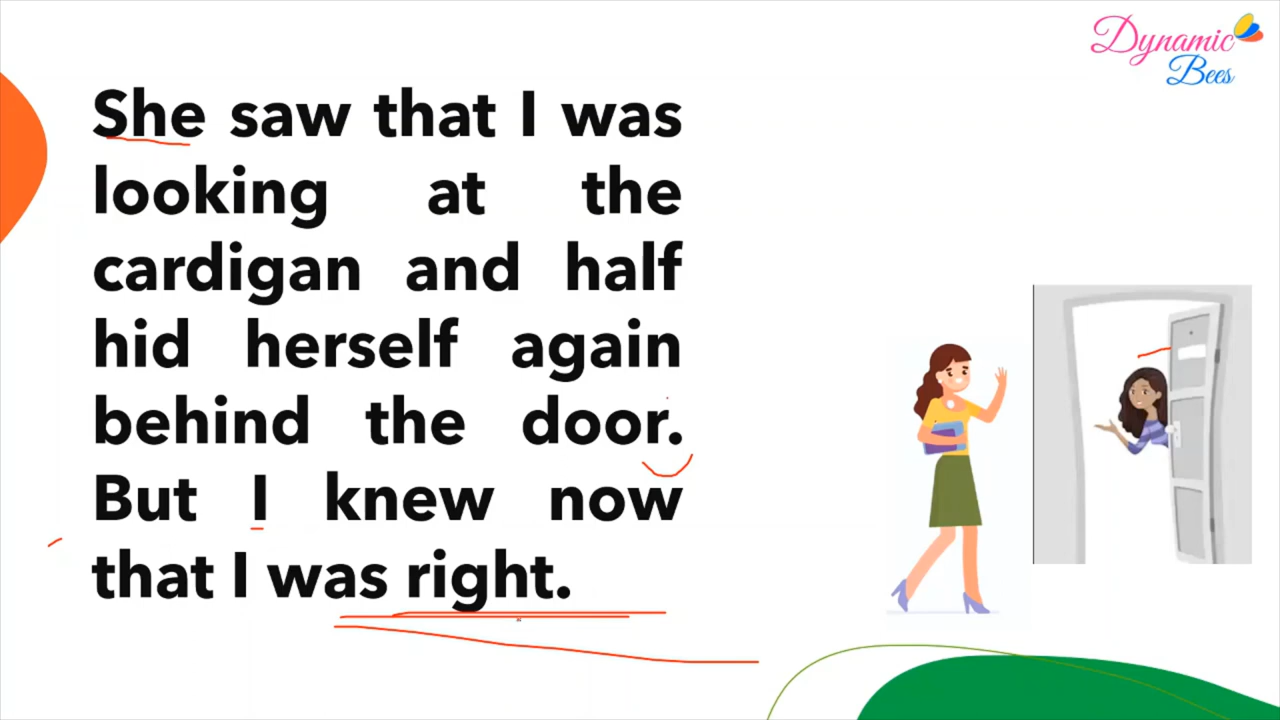 Dynamic
Bees
She saw that I was
looking at the
cardigan and half
hid herself again
behind the door.
But I knew now
that I was right.